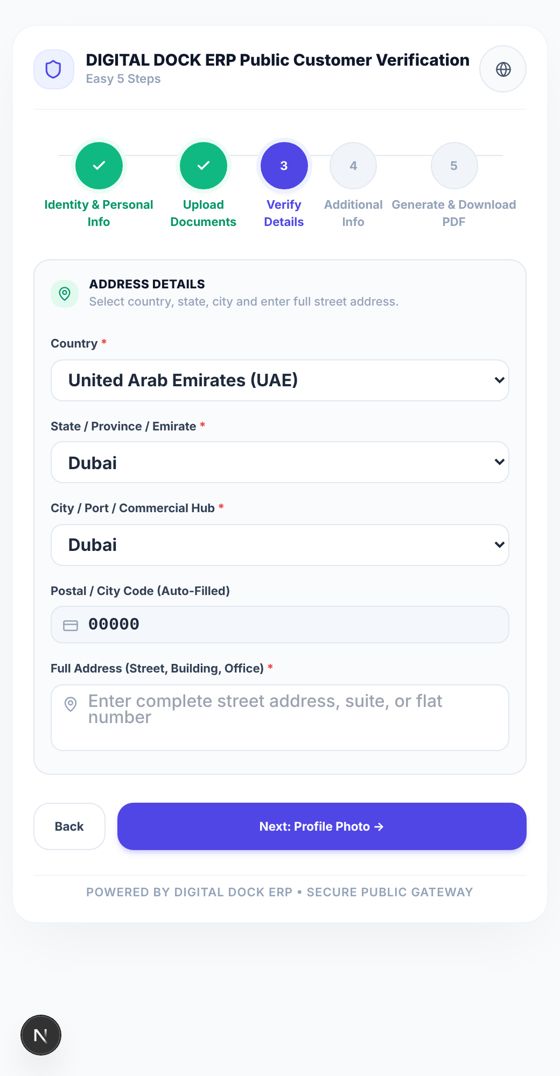 DIGITAL DOCK ERP Public Customer Verification
Easy 5 Steps
3
4
5
Identity & Personal
Info
Upload
Documents
Verify
Details
Additional
Info
Generate & Download
PDF
ADDRESS DETAILS
Select country, state, city and enter full street address.
Country *
United Arab Emirates (UAE)
State / Province / Emirate *
Dubai
City / Port / Commercial Hub *
Dubai
Postal / City Code (Auto-Filled)
00000
Full Address (Street, Building, Office) *
Enter complete street address, suite, or flat
number
Back
Next: Profile Photo →
POWERED BY DIGITAL DOCK ERP • SECURE PUBLIC GATEWAY
N